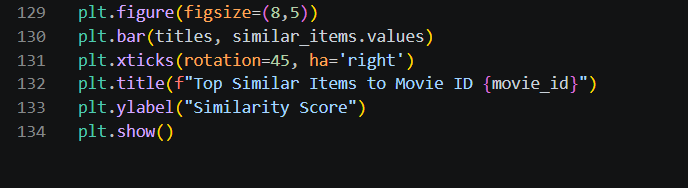 129 plt.figure(figsize=(8,5))
130 plt.bar(titles, similar_items.values)
131 plt.xticks(rotation=45, ha='right')
132 plt.title(f"Top Similar Items to Movie ID {movie_id}")
133 plt.ylabel("Similarity Score")
134 plt.show()